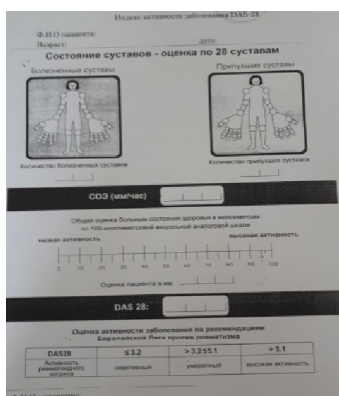 Индекс активности заболевания DAS-28
Ф.И.О пациента:
Возраст: дата:
Состояние суставов - оценка по 28 суставам
Болезненные суставы Припухшие суставы
Количество болезненных суставов Количество припухших суставов
СОЭ (мм/час)
Общая оценка больным состояния здоровья в миллиметрах
по 100-миллиметровой визуальной аналоговой шкале
низкая активность высокая активность
0 10 20 30 40 50 60 70 80 90 100
Оценка пациента в мм
DAS 28:
Оценка активности заболевания по рекомендациям
Европейской Лиги против ревматизма
DAS28 ≤ 3.2 > 3.2≤5.1 > 5.1
Активность ревматоидного артрита неактивный умеренный высокая активность